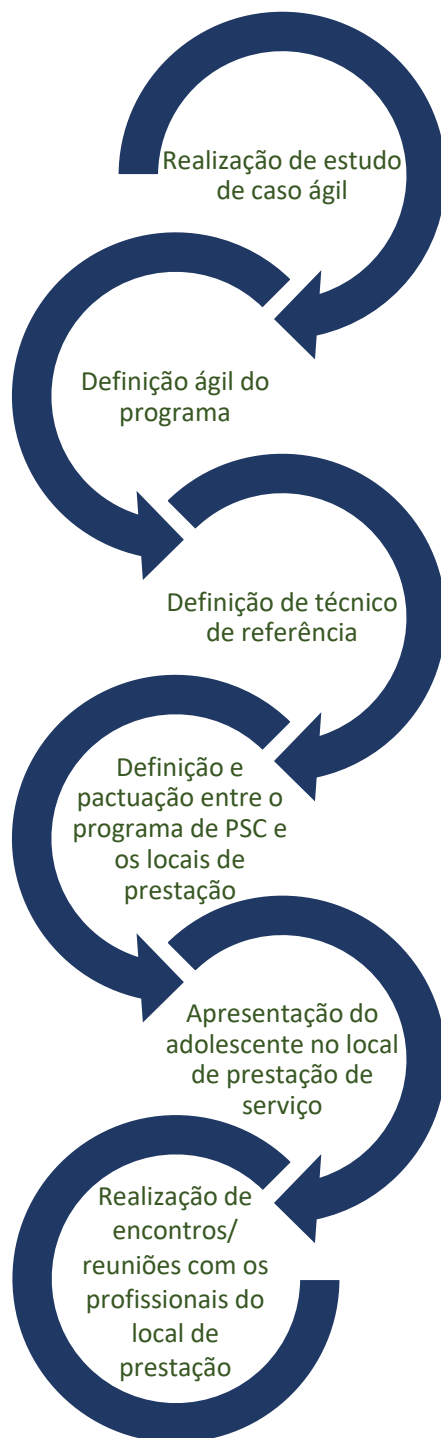 Realização de estudo
de caso ágil
Definição ágil do
programa
Definição de técnico
de referência
Definição e
pactuação entre o
programa de PSC e
os locais de
prestação
Apresentação do
adolescente no local
de prestação de
serviço
Realização de
encontros/
reuniões com os
profissionais do
local de
prestação